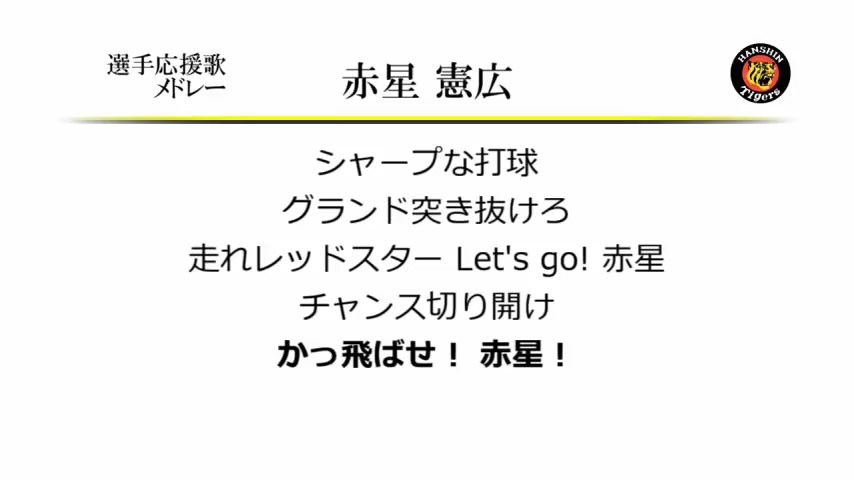 選手応援歌
メドレー
赤星 憲広
HANSHIN
Tigers
シャープな打球
グランド突き抜けろ
走れレッドスター Let's go! 赤星
チャンス切り開け
かっ飛ばせ！ 赤星！